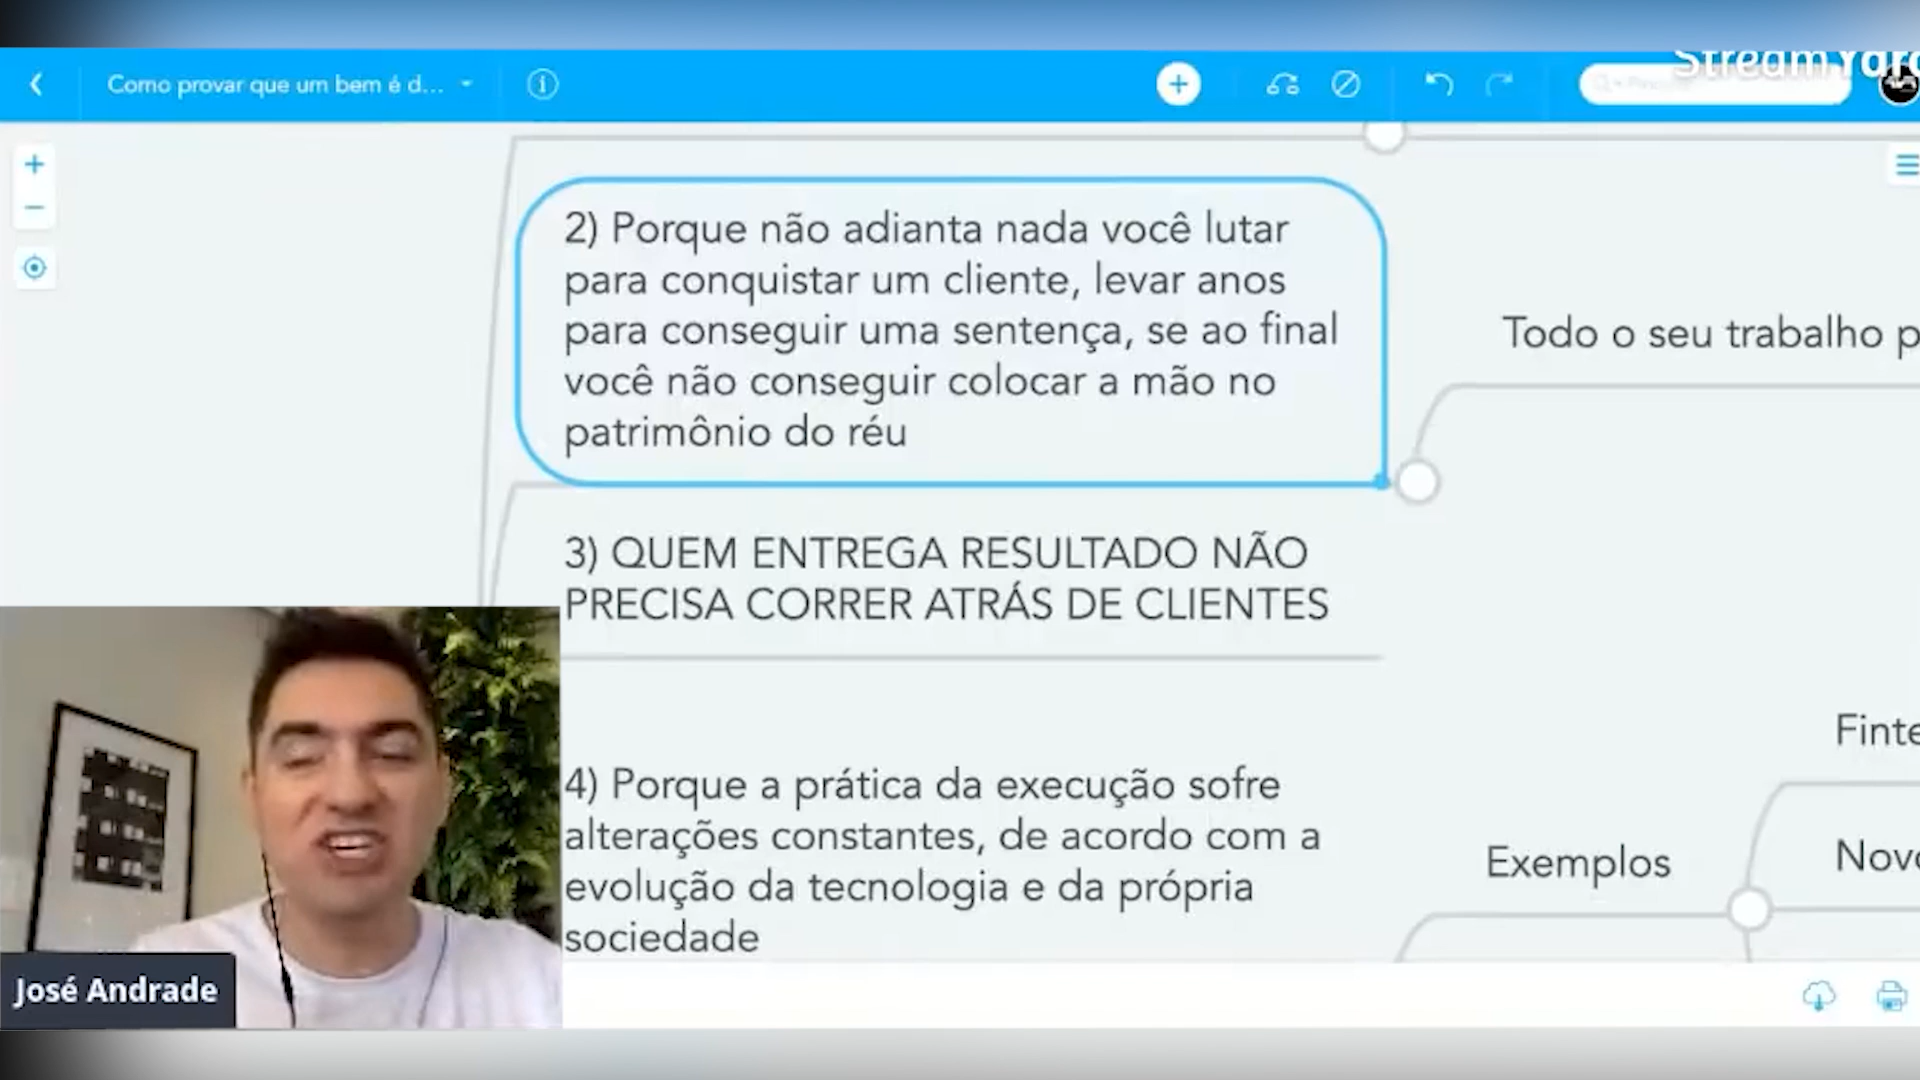 StreamYard
Como provar que um bem é d...
2) Porque não adianta nada você lutar
para conquistar um cliente, levar anos
para conseguir uma sentença, se ao final
você não conseguir colocar a mão no
patrimônio do réu
Todo o seu trabalho p
3) QUEM ENTREGA RESULTADO NÃO
PRECISA CORRER ATRÁS DE CLIENTES
4) Porque a prática da execução sofre
alterações constantes, de acordo com a
evolução da tecnologia e da própria
sociedade
Finte
Exemplos
Novo
José Andrade